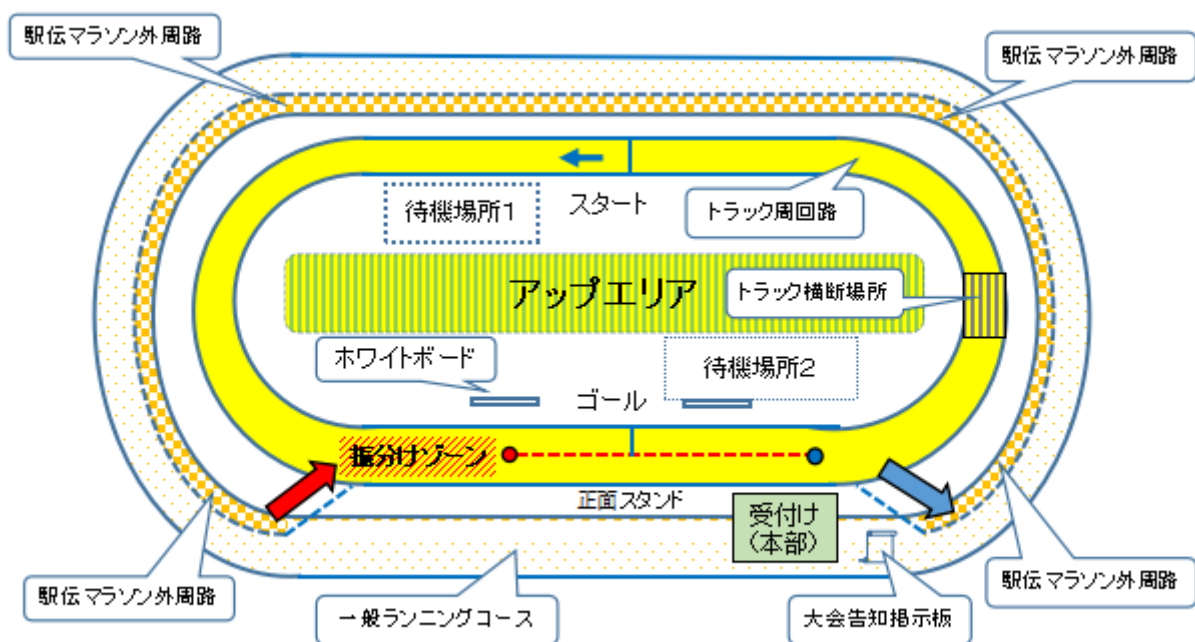 駅伝マラソン外周路
駅伝マラソン外周路
待機場所1
スタート
トラック周回路
アップエリア
トラック横断場所
ホワイトボード
待機場所2
ゴール
振分けゾーン
正面スタンド
受付け
（本部）
駅伝マラソン外周路
一般ランニングコース
大会告知掲示板
駅伝マラソン外周路